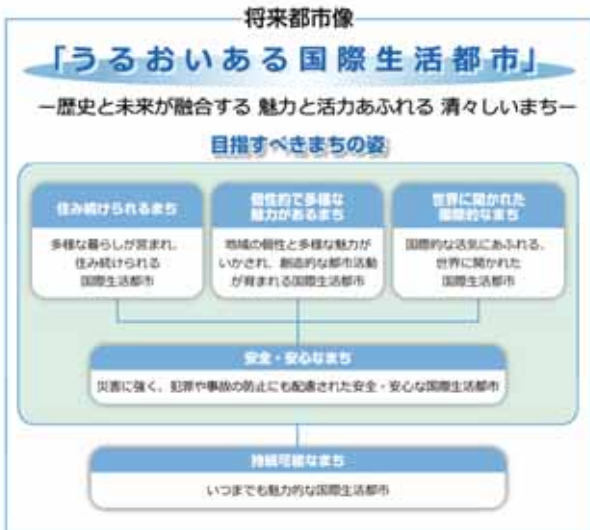 将来都市像
「うるおいある国際生活都市」
ー歴史と未来が融合する 魅力と活力あふれる 清々しいまちー
目指すべきまちの姿
住み続けられるまち
多様な暮らしが営まれ、
住み続けられる
国際生活都市
個性的で多様な
魅力があるまち
地域の個性と多様な魅力が
いかされ、創造的な都市活動
が育まれる国際生活都市
世界に開かれた
国際的なまち
国際的な活気にあふれる、
世界に開かれた
国際生活都市
安全・安心なまち
災害に強く、犯罪や事故の防止にも配慮された安全・安心な国際生活都市
持続可能なまち
いつまでも魅力的な国際生活都市